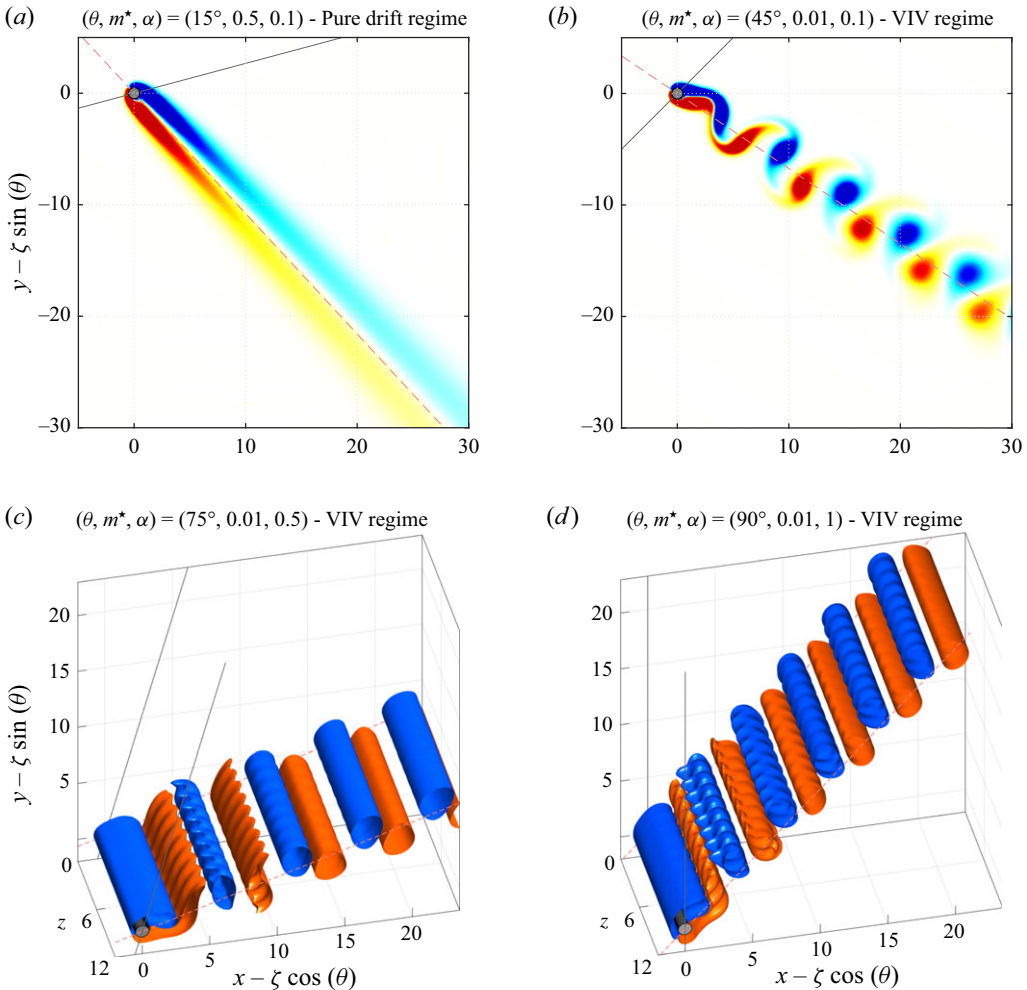 (a) (θ, m⋆, α) = (15°, 0.5, 0.1) - Pure drift regime
0
–10
–20
–30
0 10 20 30
y – ζ sin (θ)
(b) (θ, m⋆, α) = (45°, 0.01, 0.1) - VIV regime
0
–10
–20
–30
0 10 20 30
(c) (θ, m⋆, α) = (75°, 0.01, 0.5) - VIV regime
20
15
10
5
0
y – ζ sin (θ)
z 6
12
0 5 10 15 20
x – ζ cos (θ)
(d) (θ, m⋆, α) = (90°, 0.01, 1) - VIV regime
20
15
10
5
0
y – ζ sin (θ)
z 6
12
0 5 10 15 20
x – ζ cos (θ)